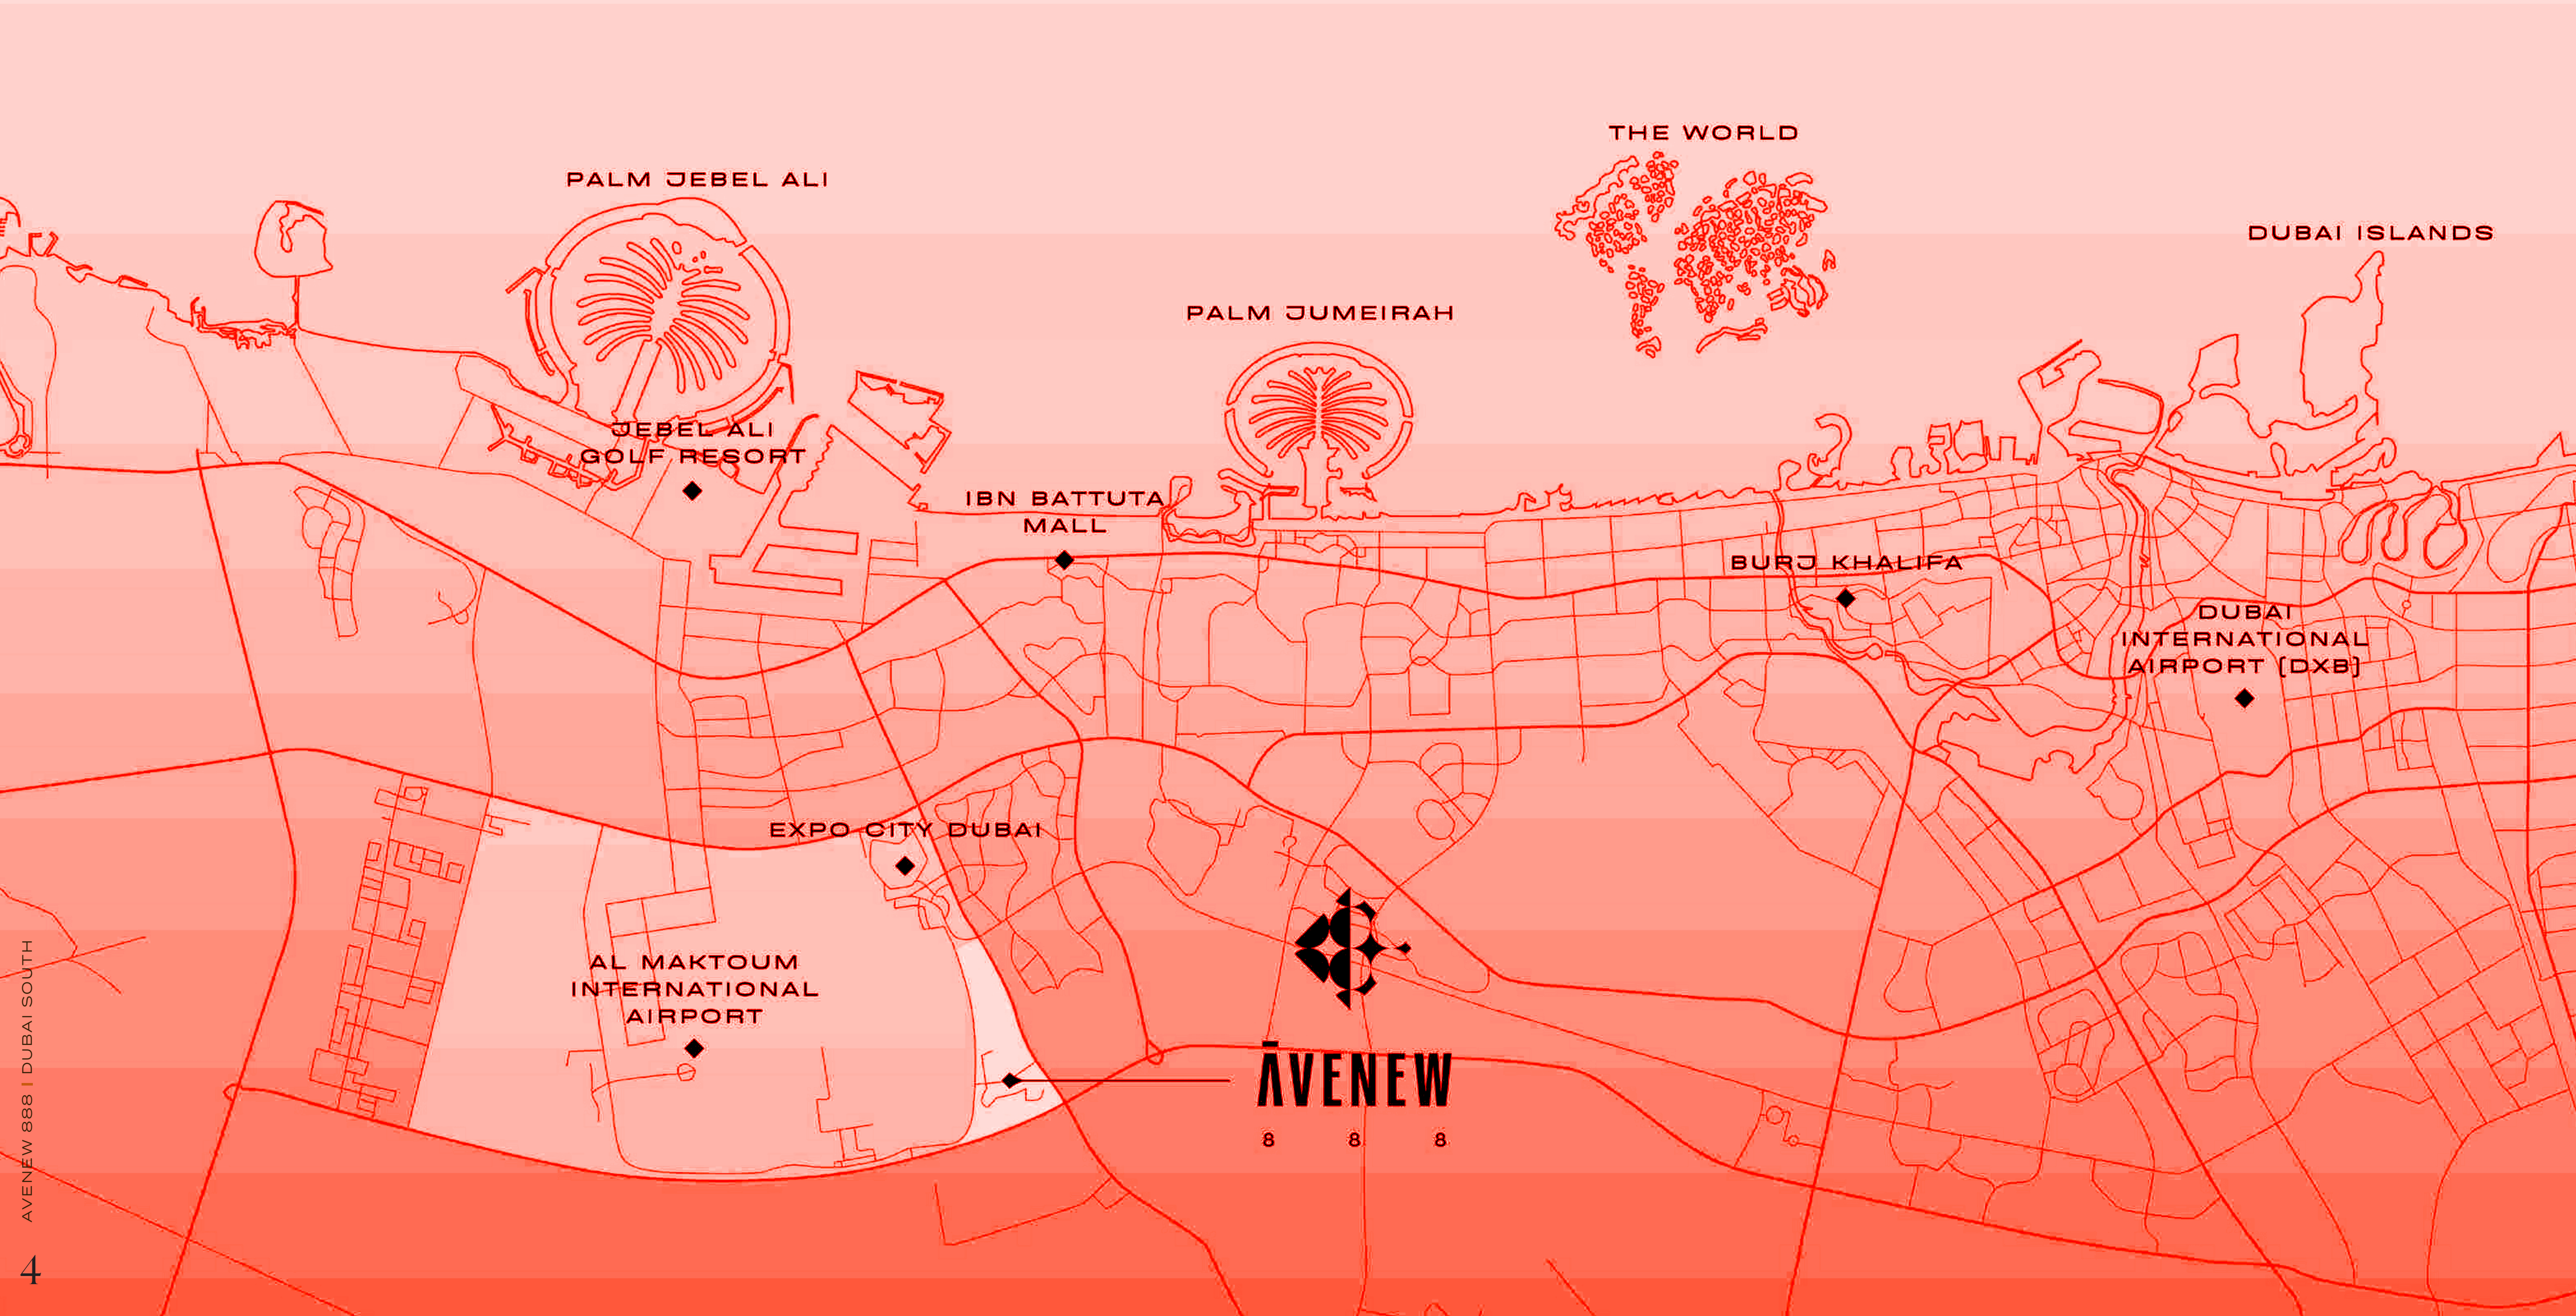 THE WORLD
PALM JEBEL ALI
DUBAI ISLANDS
PALM JUMEIRAH
JEBEL ALI
GOLF RESORT
IBN BATTUTA
MALL
BURJ KHALIFA
DUBAI
INTERNATIONAL
AIRPORT (DXB)
EXPO CITY DUBAI
AL MAKTOUM
INTERNATIONAL
AIRPORT
ĀVENEW
8 8 8
AVENEW 888 | DUBAI SOUTH
4